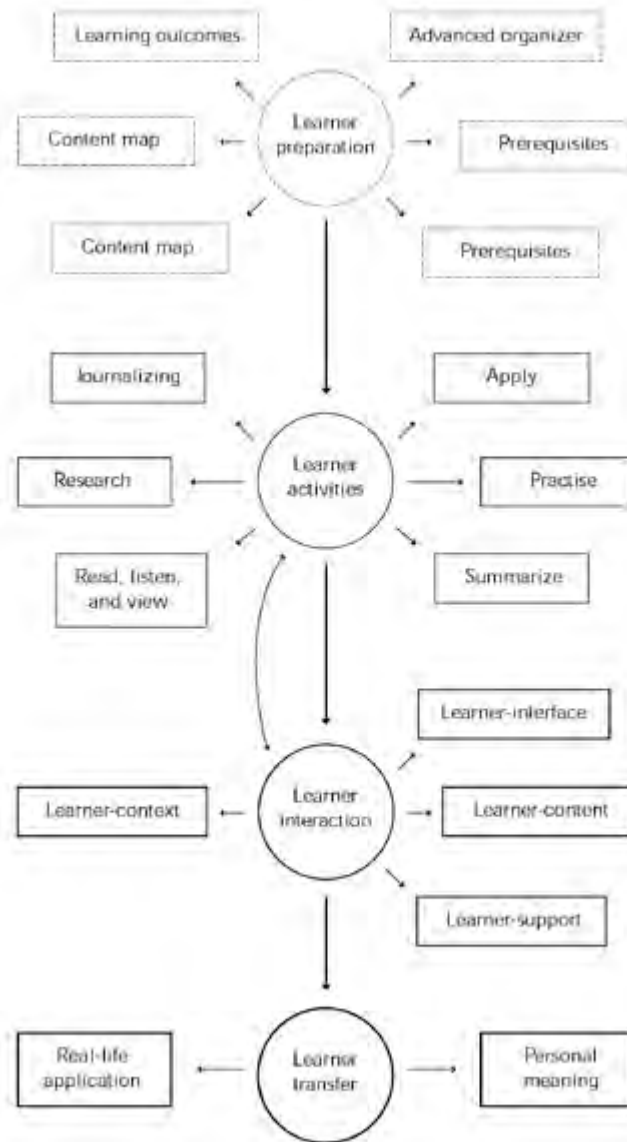 Learning outcomes
Advanced organizer
Learner
preparation
Content map
Prerequisites
Content map
Prerequisites
Journalizing
Apply
Learner
activities
Research
Practise
Read, listen,
and view
Summarize
Learner-interface
Learner
interaction
Learner-context
Learner-content
Learner-support
Real-life
application
Learner
transfer
Personal
meaning